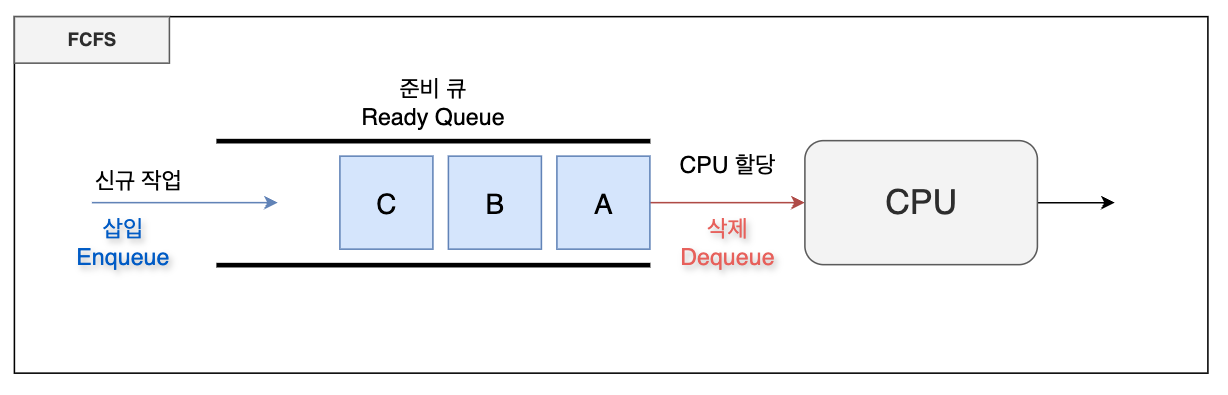 FCFS
준비 큐
Ready Queue
신규 작업
삽입
Enqueue
C
B
A
CPU 할당
삭제
Dequeue
CPU